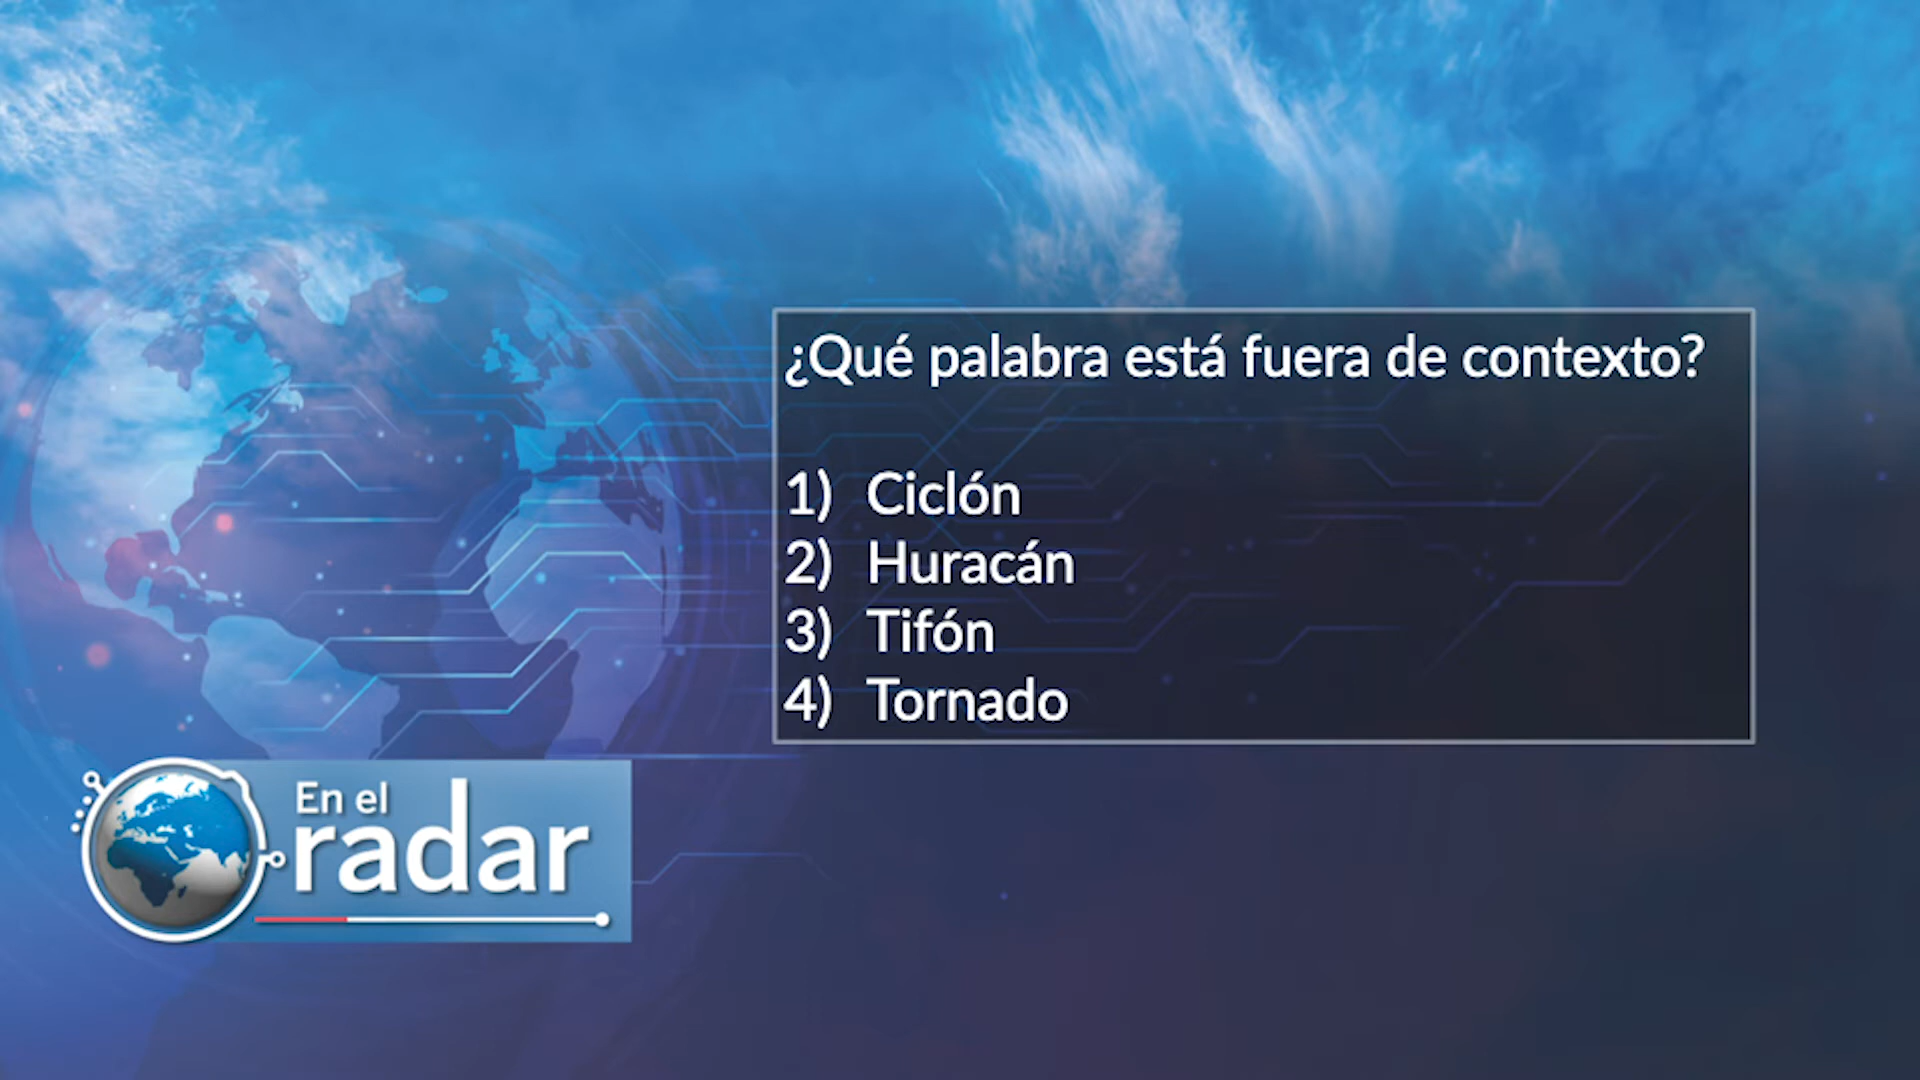 ¿Qué palabra está fuera de contexto?
1) Ciclón
2) Huracán
3) Tifón
4) Tornado
En el
radar